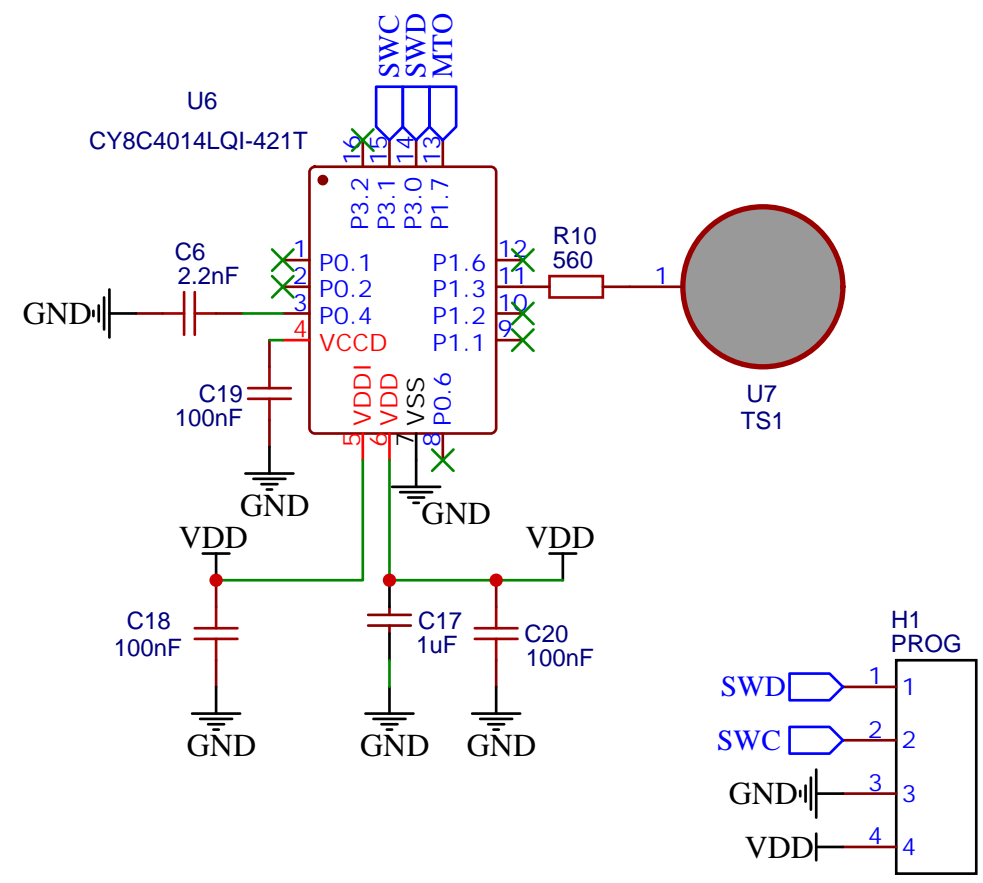 SWC
SWD
MTO
U6
CY8C4014LQI-421T
16
15
14
13
P3.2
P3.1
P3.0
P1.7
C6
2.2nF
GND
1
2
3
4
P0.1
P0.2
P0.4
VCCD
P1.6
P1.3
P1.2
P1.1
12
11
10
9
R10
560
1
U7
TS1
C19
100nF
GND
VDDI
VDD
VSS
P0.6
5
6
7
8
GND
VDD
VDD
C18
100nF
C17
1uF
C20
100nF
GND
GND
GND
H1
PROG
SWD 1 1
SWC 2 2
GND 3 3
VDD 4 4